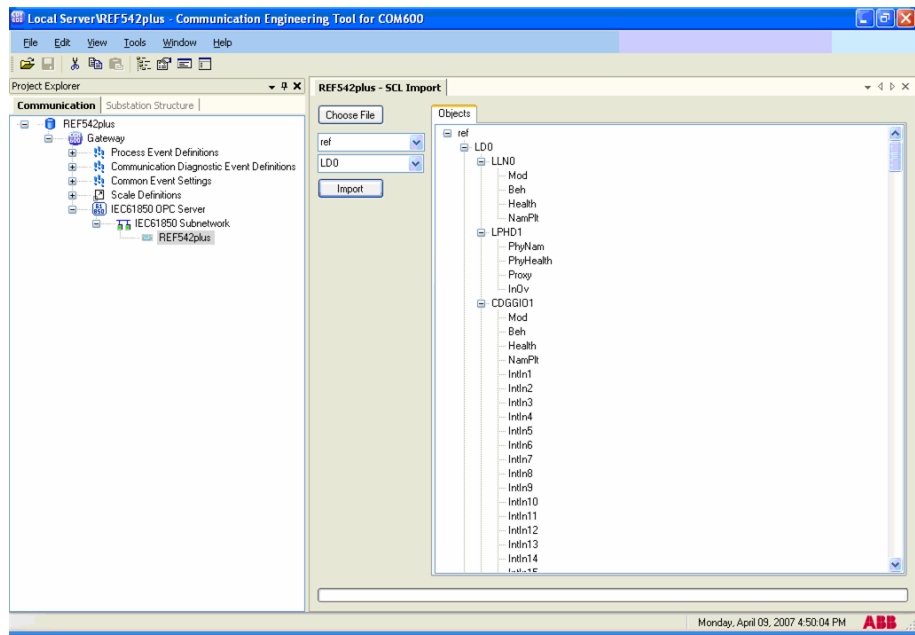 Local Server\REF542plus - Communication Engineering Tool for COM600
File Edit View Tools Window Help
Project Explorer
Communication Substation Structure
REF542plus
Gateway
Process Event Definitions
Communication Diagnostic Event Definitions
Common Event Settings
Scale Definitions
IEC61850 OPC Server
IEC61850 Subnetwork
REF542plus
REF542plus - SCL Import
Choose File
ref
LD0
Import
Objects
ref
LD0
LLN0
Mod
Beh
Health
NamPlt
LPHD1
PhyNam
PhyHealth
Proxy
InOv
CDGGIO1
Mod
Beh
Health
NamPlt
IntIn1
IntIn2
IntIn3
IntIn4
IntIn5
IntIn6
IntIn7
IntIn8
IntIn9
IntIn10
IntIn11
IntIn12
IntIn13
IntIn14
IntIn15
Monday, April 09, 2007 4:50:04 PM ABB